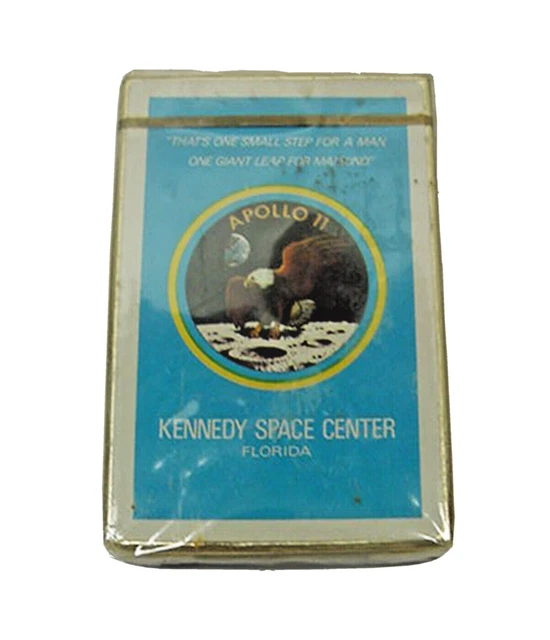 "THAT'S ONE SMALL STEP FOR A MAN
ONE GIANT LEAP FOR MANKIND"
APOLLO 11
KENNEDY SPACE CENTER
FLORIDA